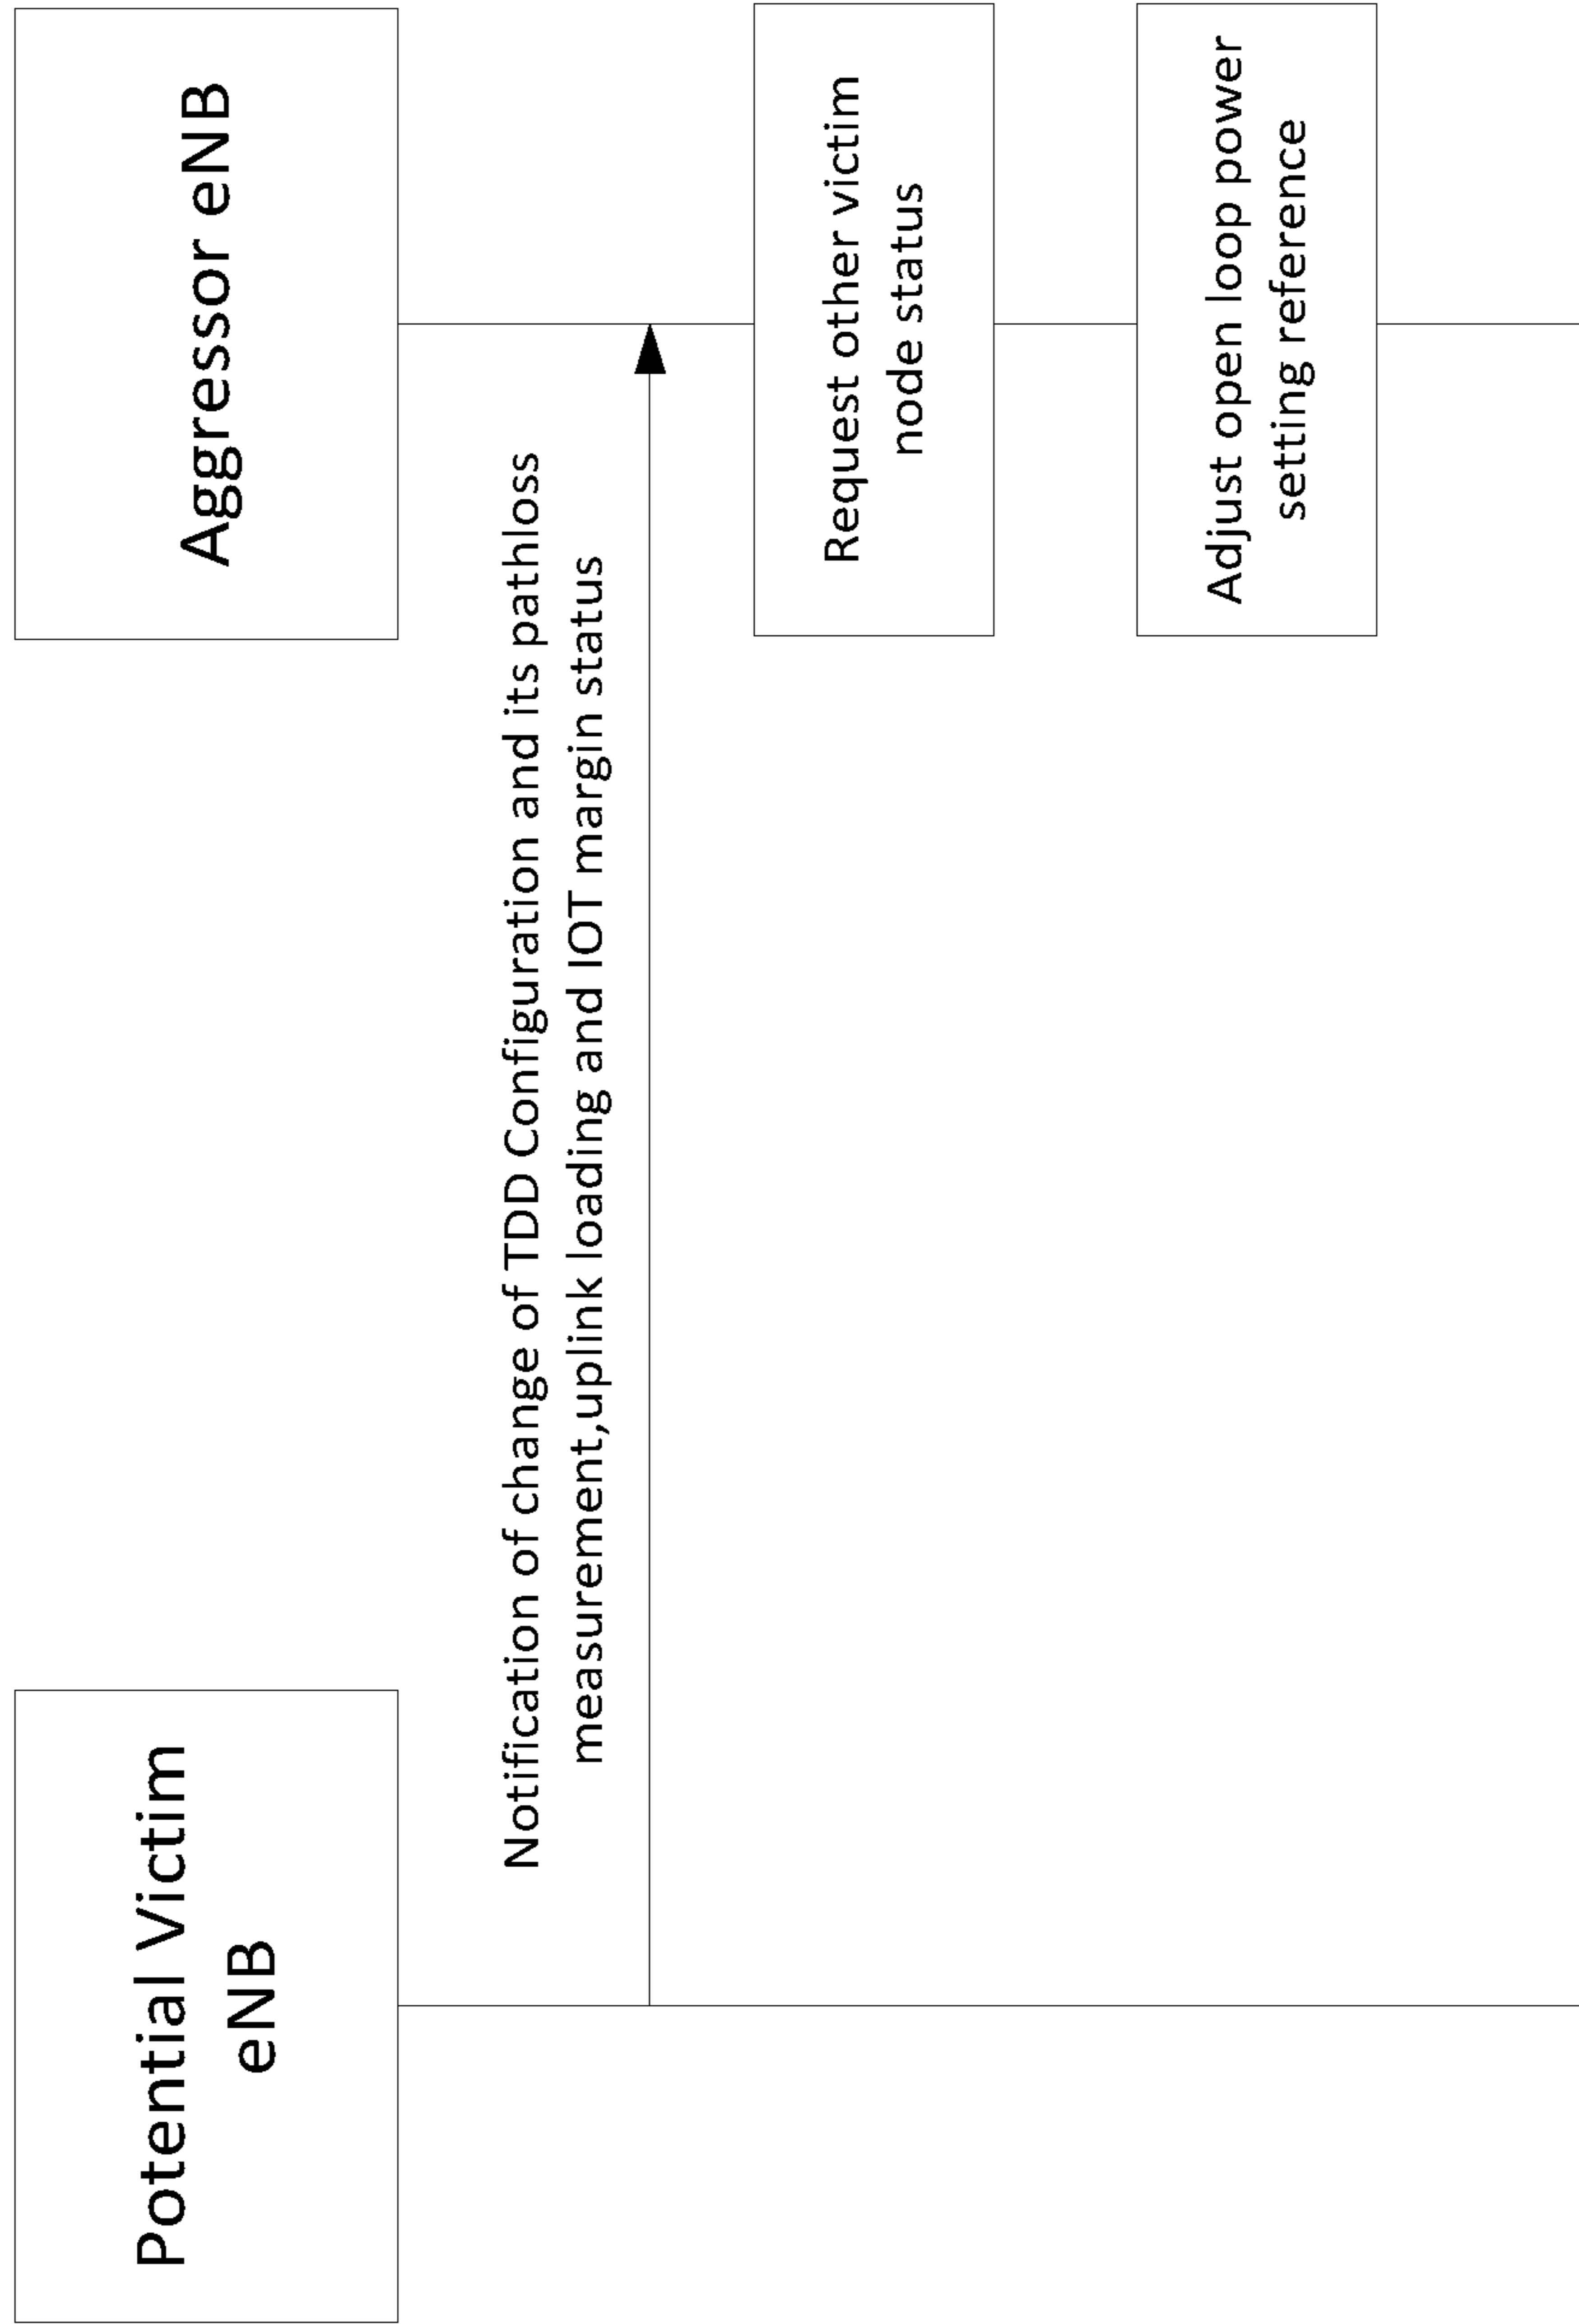 Potential Victim
eNB
Aggressor eNB
Notification of change of TDD Configuration and its pathloss
measurement,uplink loading and IOT margin status
Request other victim
node status
Adjust open loop power
setting reference